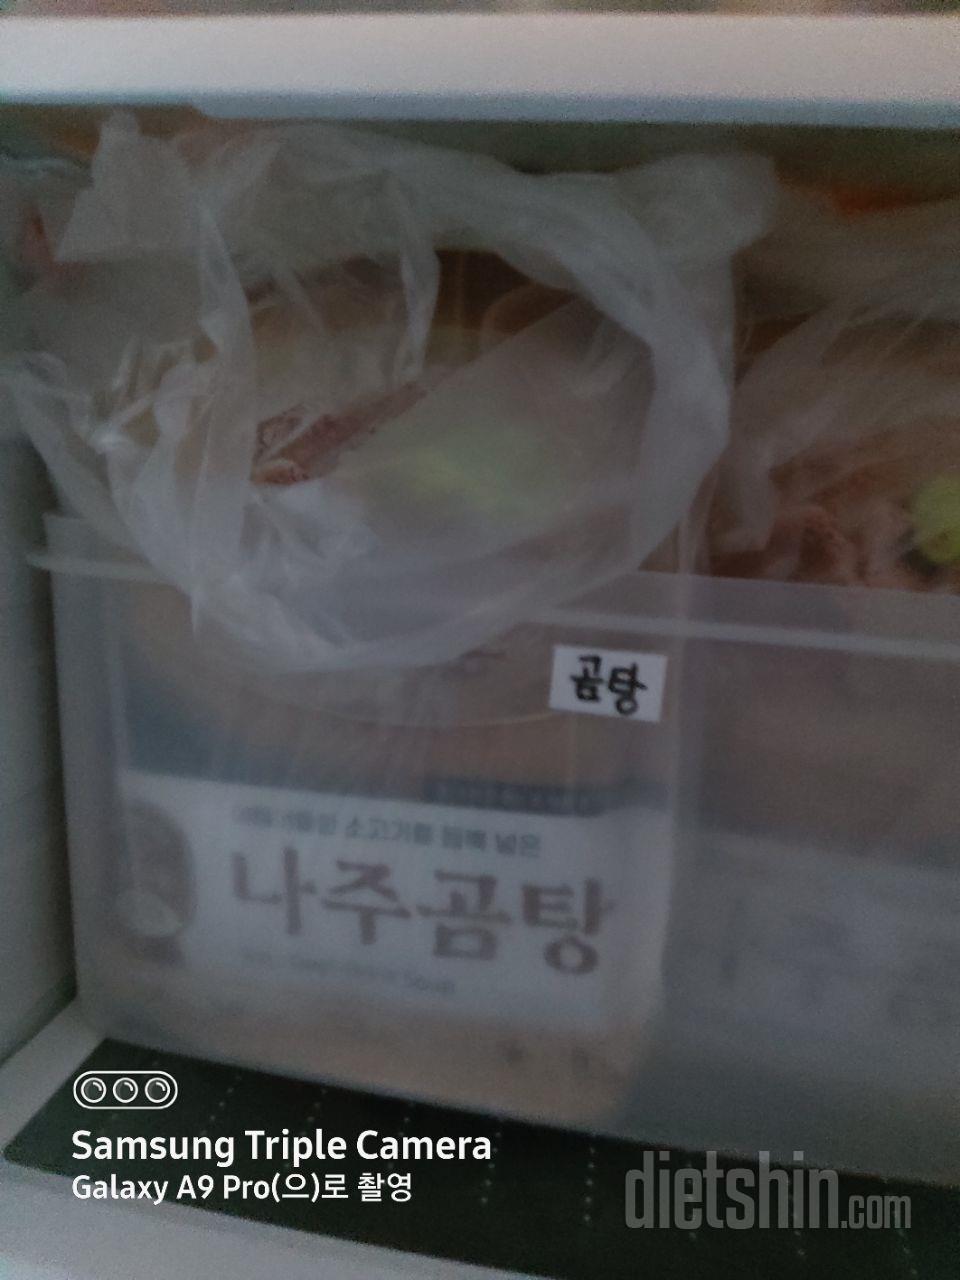 곰탕
소고기를 듬뿍 넣은
나주곰탕
Samsung Triple Camera
Galaxy A9 Pro(으)로 촬영
dietshin.com